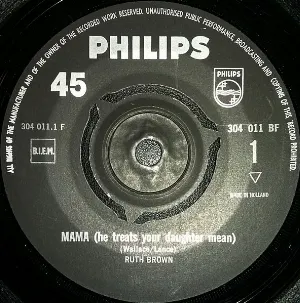 ALL RIGHTS OF THE MANUFACTURER AND OF THE OWNER OF THE RECORDED WORK RESERVED. UNAUTHORISED PUBLIC PERFORMANCE, BROADCASTING AND COPYING OF THIS RECORD PROHIBITED.
PHILIPS
45
PHILIPS
304 011.1 F
304 011 BF
B.I.E.M.
1
MADE IN HOLLAND
MAMA (he treats your daughter mean)
(Wallace/Lance)
RUTH BROWN